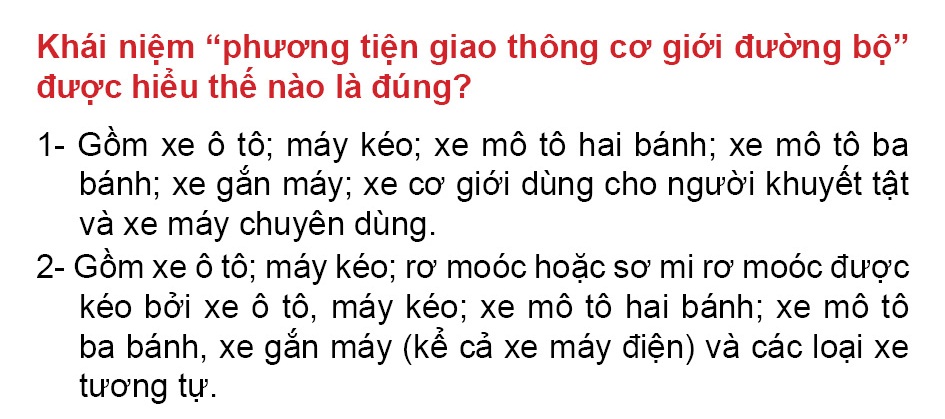 Khái niệm “phương tiện giao thông cơ giới đường bộ”
được hiểu thế nào là đúng?
1- Gồm xe ô tô; máy kéo; xe mô tô hai bánh; xe mô tô ba
bánh; xe gắn máy; xe cơ giới dùng cho người khuyết tật
và xe máy chuyên dùng.
2- Gồm xe ô tô; máy kéo; rơ moóc hoặc sơ mi rơ moóc được
kéo bởi xe ô tô, máy kéo; xe mô tô hai bánh; xe mô tô
ba bánh, xe gắn máy (kể cả xe máy điện) và các loại xe
tương tự.